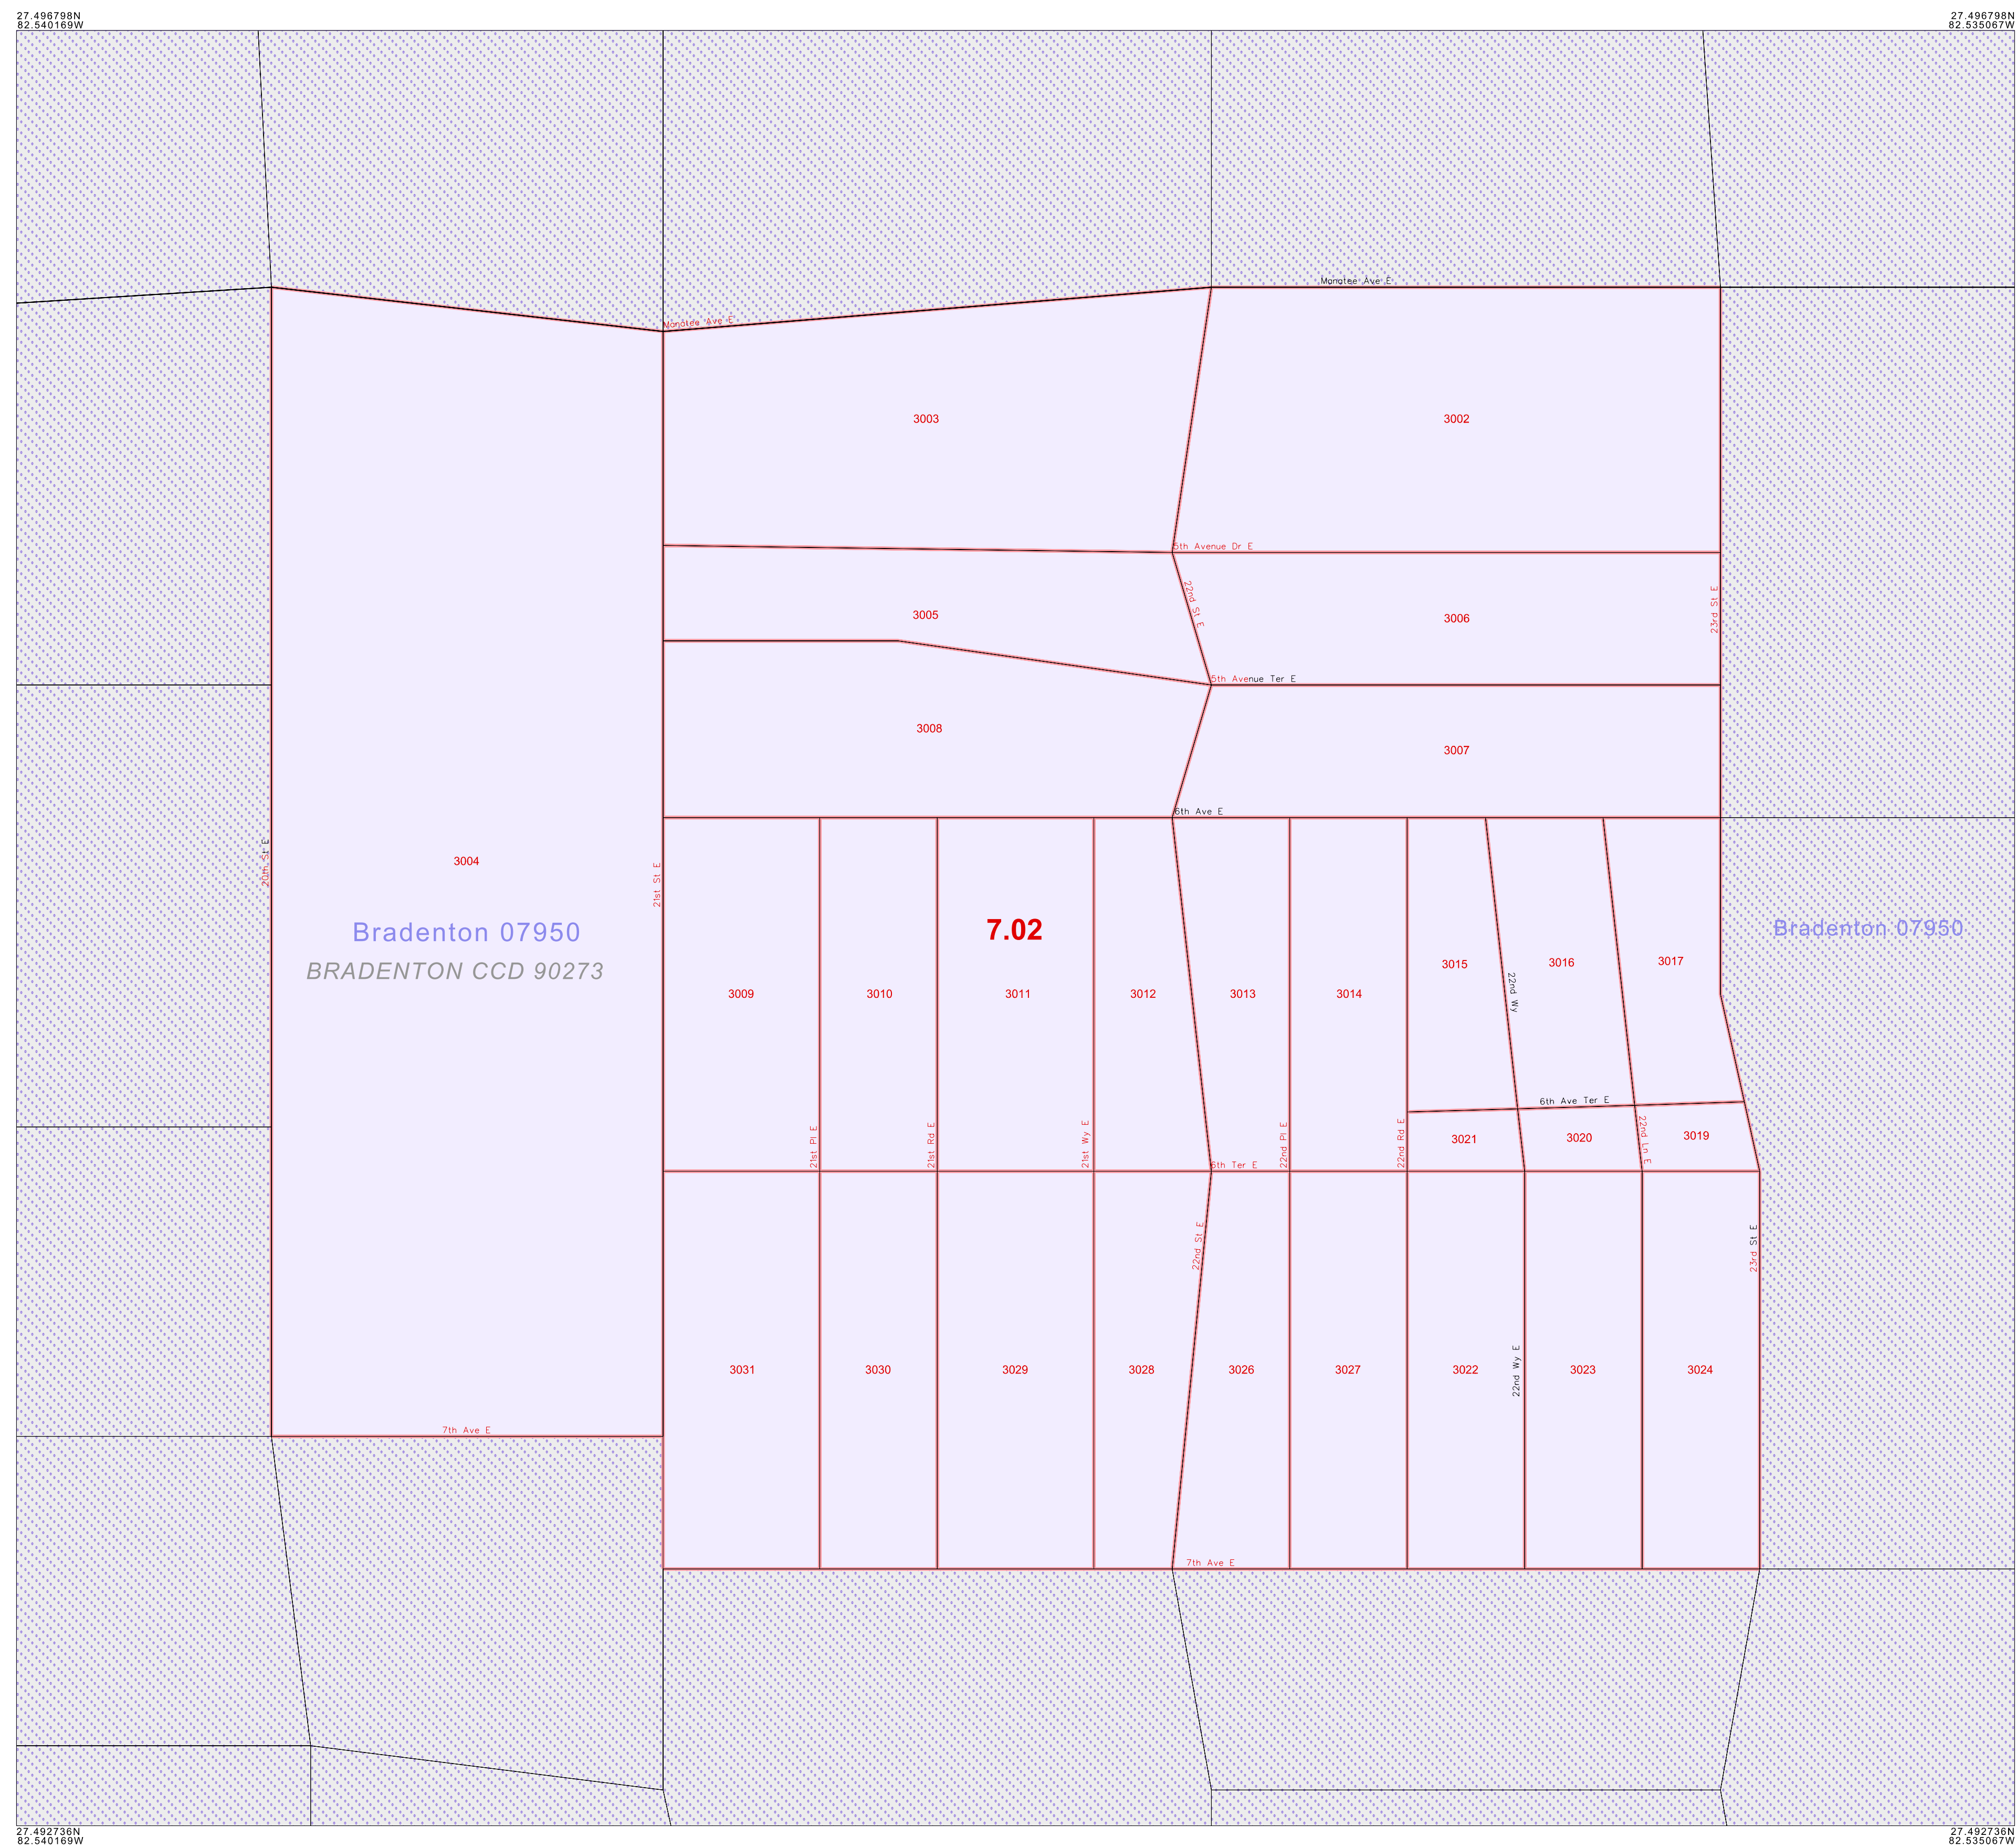 27.496798N
82.540169W
27.496798N
82.535067W
Manatee Ave E
Manatee Ave E
3003
3002
5th Avenue Dr E
22nd St E
23rd St E
3005
3006
5th Avenue Ter E
3008
3007
6th Ave E
20th St E
3004
21st St E
Bradenton 07950
BRADENTON CCD 90273
7.02
Bradenton 07950
3009
3010
3011
3012
3013
3014
3015
22nd Wy
3016
3017
6th Ave Ter E
21st Pl E
21st Rd E
21st Wy E
22nd Pl E
22nd Rd E
3021
3020
22nd Ln E
3019
6th Ter E
22nd St E
23rd St E
3031
3030
3029
3028
3026
3027
3022
22nd Wy E
3023
3024
7th Ave E
7th Ave E
27.492736N
82.540169W
27.492736N
82.535067W